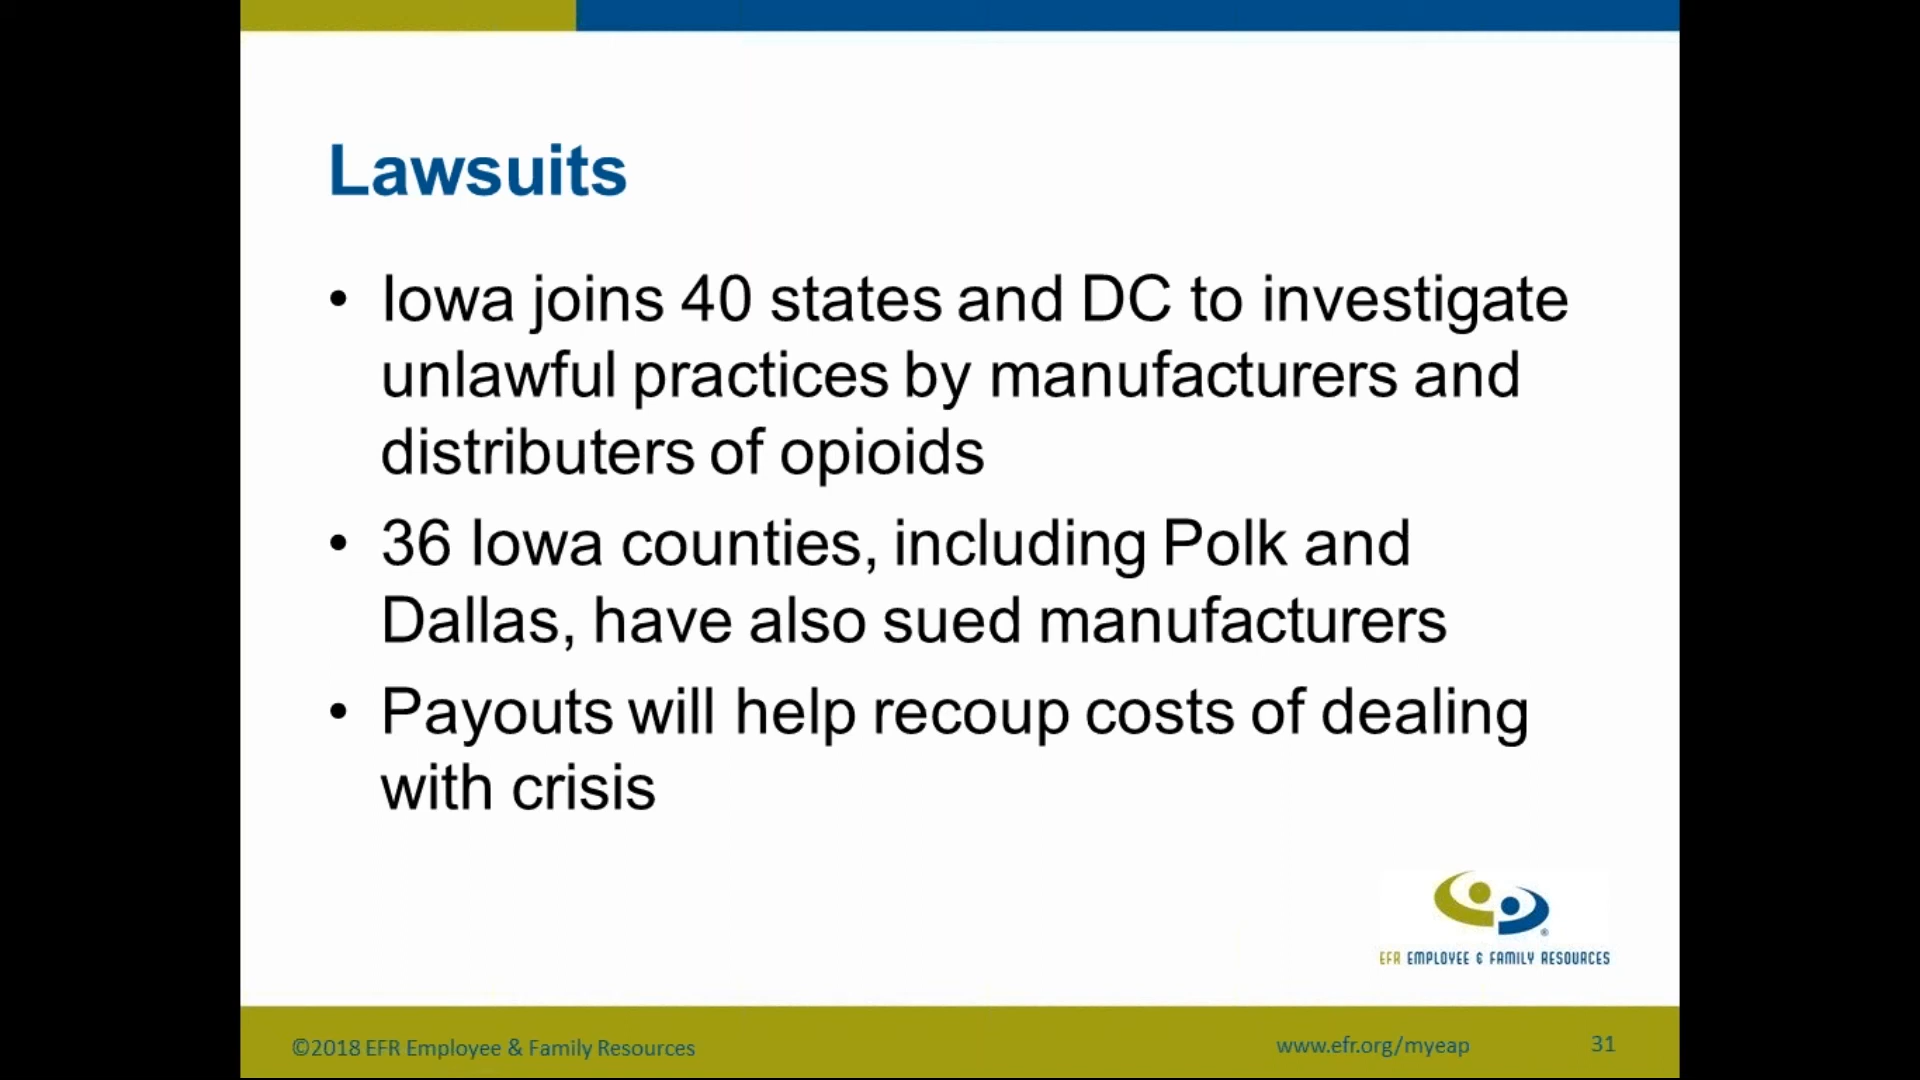 Lawsuits
• Iowa joins 40 states and DC to investigate
unlawful practices by manufacturers and
distributers of opioids
• 36 Iowa counties, including Polk and
Dallas, have also sued manufacturers
• Payouts will help recoup costs of dealing
with crisis
®
EFR EMPLOYEE & FAMILY RESOURCES
©2018 EFR Employee & Family Resources
www.efr.org/myeap
31